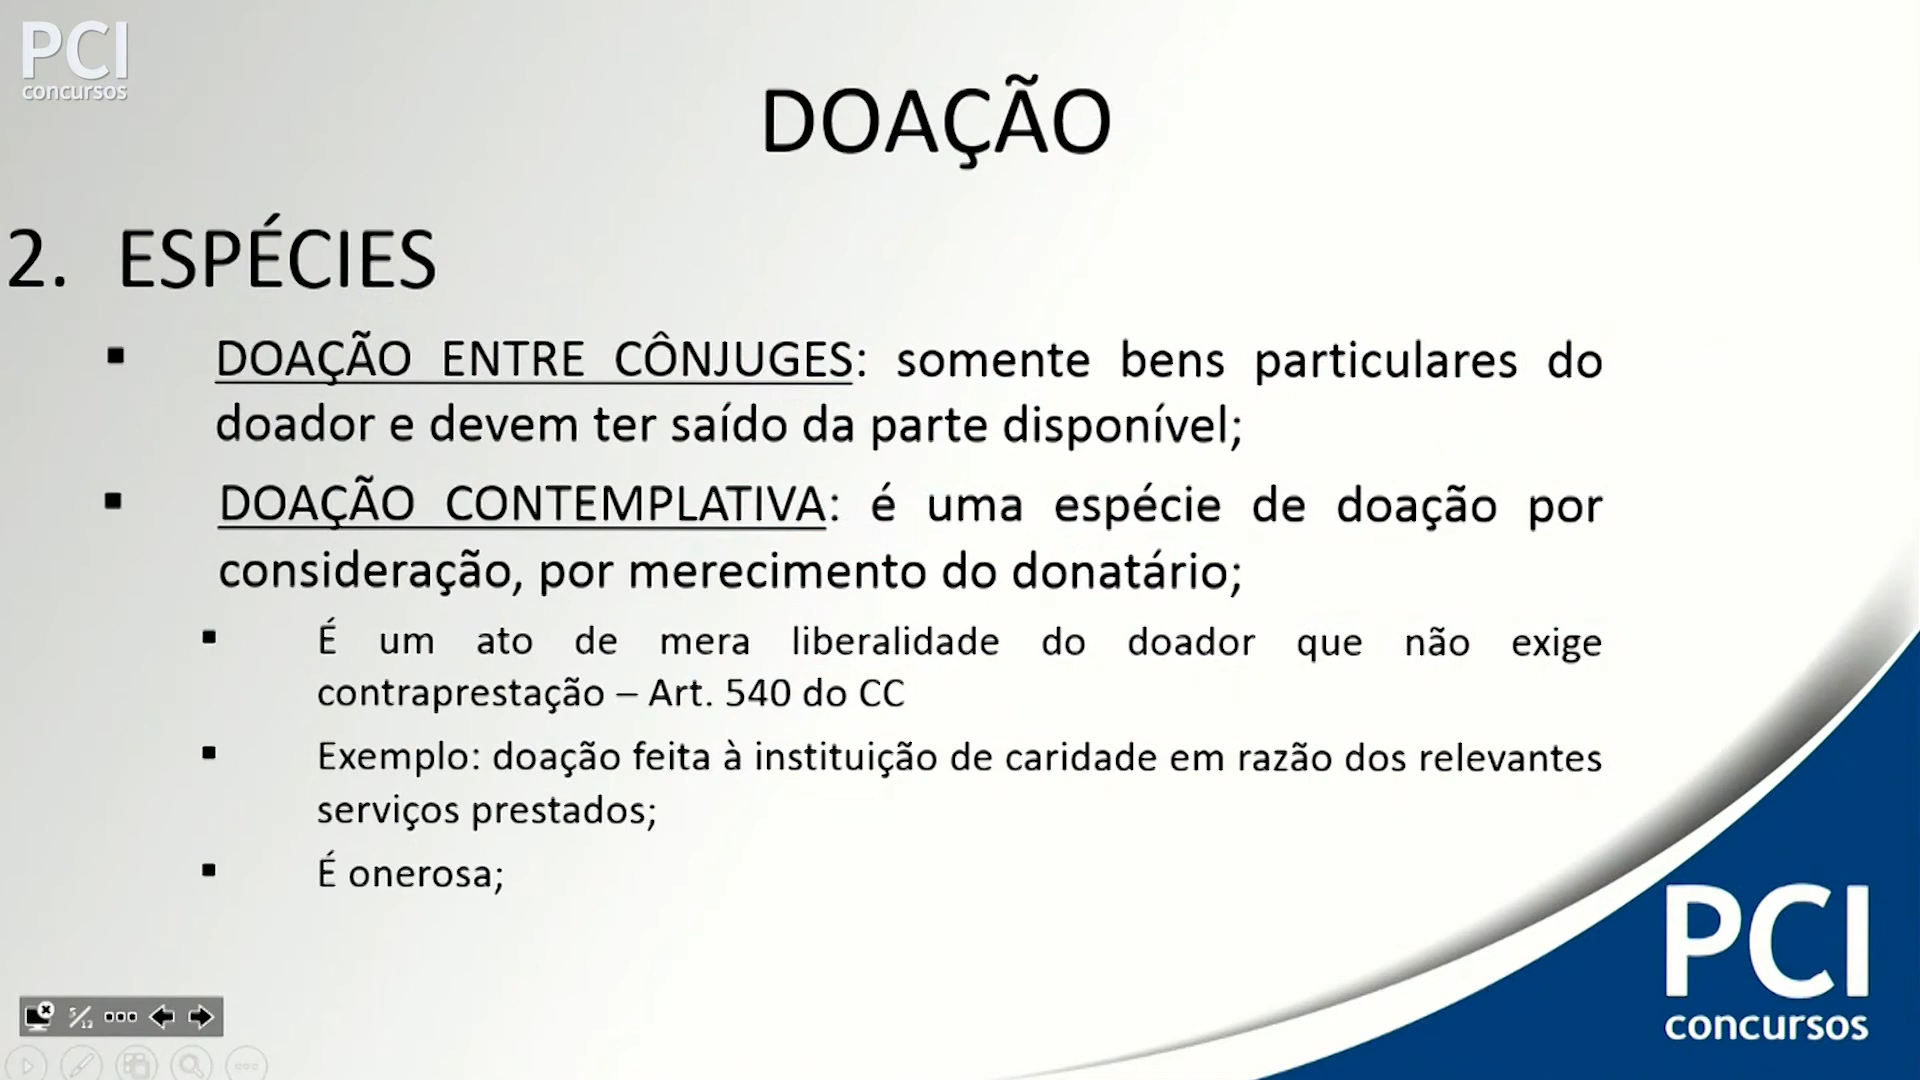 PCI
concursos
DOAÇÃO
2. ESPÉCIES
▪ DOAÇÃO ENTRE CÔNJUGES: somente bens particulares do
doador e devem ter saído da parte disponível;
▪ DOAÇÃO CONTEMPLATIVA: é uma espécie de doação por
consideração, por merecimento do donatário;
▪ É um ato de mera liberalidade do doador que não exige
contraprestação – Art. 540 do CC
▪ Exemplo: doação feita à instituição de caridade em razão dos relevantes
serviços prestados;
▪ É onerosa;
5/13
PCI
concursos